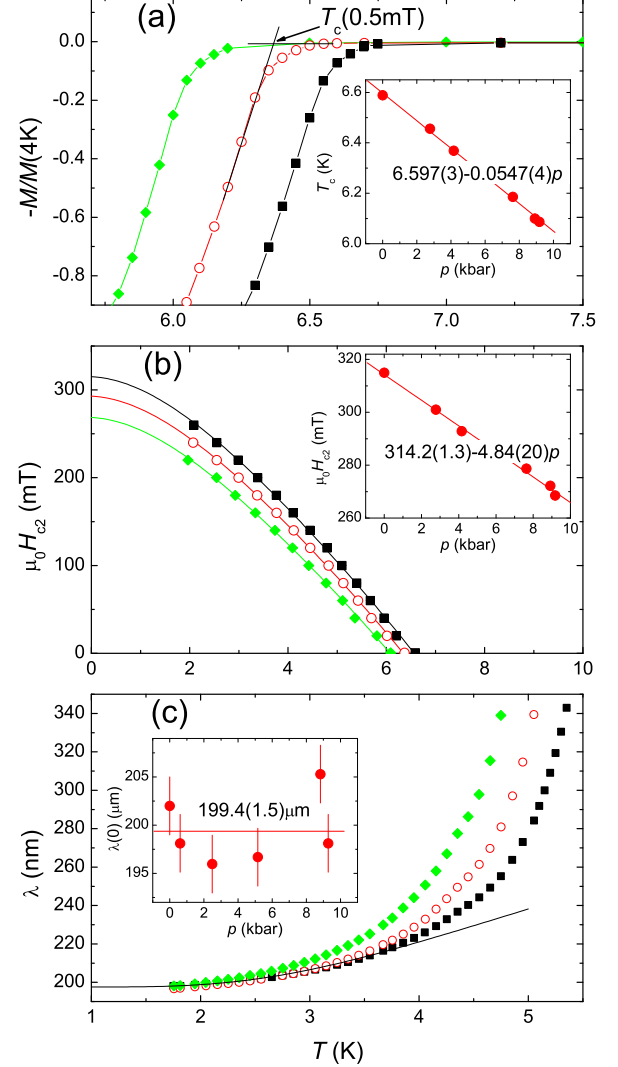 (a)
T_c(0.5mT)
0.0
-0.2
-0.4
-0.6
-0.8
-M/M(4K)
6.0 6.5 7.0 7.5
6.6
6.4
6.2
6.0
T_c (K)
6.597(3)-0.0547(4)p
0 2 4 6 8 10
p (kbar)
(b)
300
200
100
0
μ₀H_c2 (mT)
0 2 4 6 8 10
320
300
280
260
μ₀H_c2 (mT)
314.2(1.3)-4.84(20)p
0 2 4 6 8 10
p (kbar)
(c)
340
320
300
280
260
240
220
200
λ (nm)
205
200
195
λ(0) (μm)
199.4(1.5)μm
0 2 4 6 8 10
p (kbar)
1 2 3 4 5
T (K)